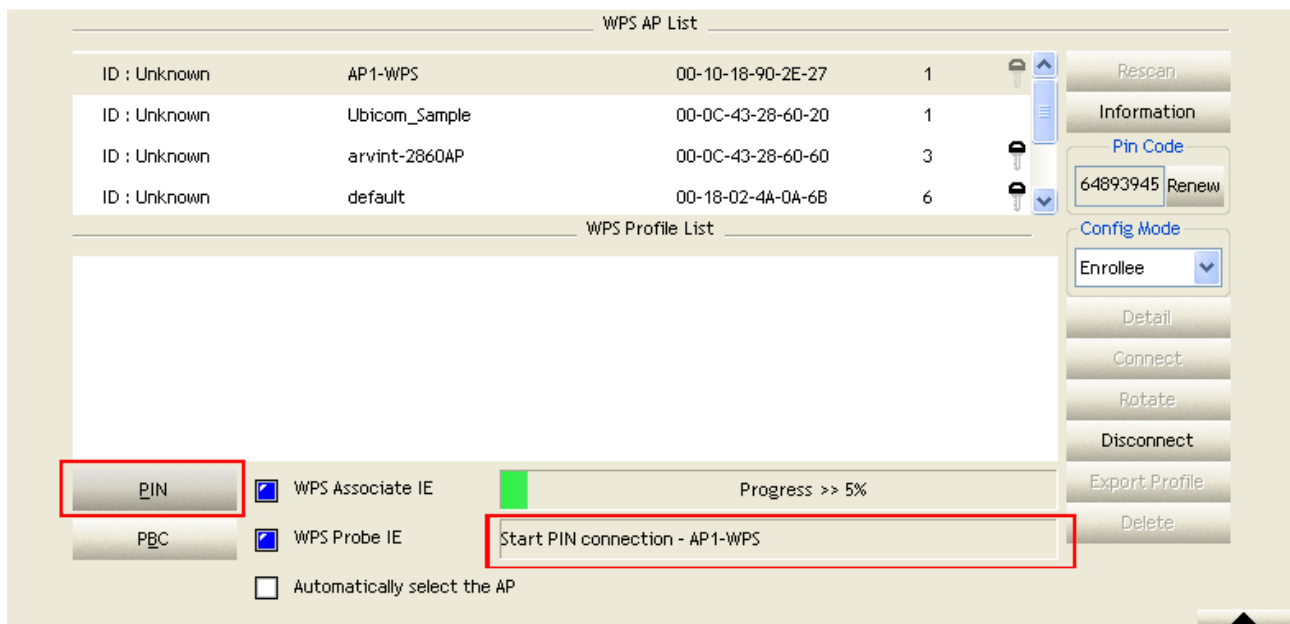 WPS AP List
ID : Unknown AP1-WPS 00-10-18-90-2E-27 1
Rescan
ID : Unknown Ubicom_Sample 00-0C-43-28-60-20 1
Information
ID : Unknown arvint-2860AP 00-0C-43-28-60-60 3
Pin Code
ID : Unknown default 00-18-02-4A-0A-6B 6
64893945 Renew
WPS Profile List
Config Mode
Enrollee
Detail
Connect
Rotate
Disconnect
PIN WPS Associate IE Progress >> 5%
Export Profile
PBC WPS Probe IE Start PIN connection - AP1-WPS
Delete
Automatically select the AP